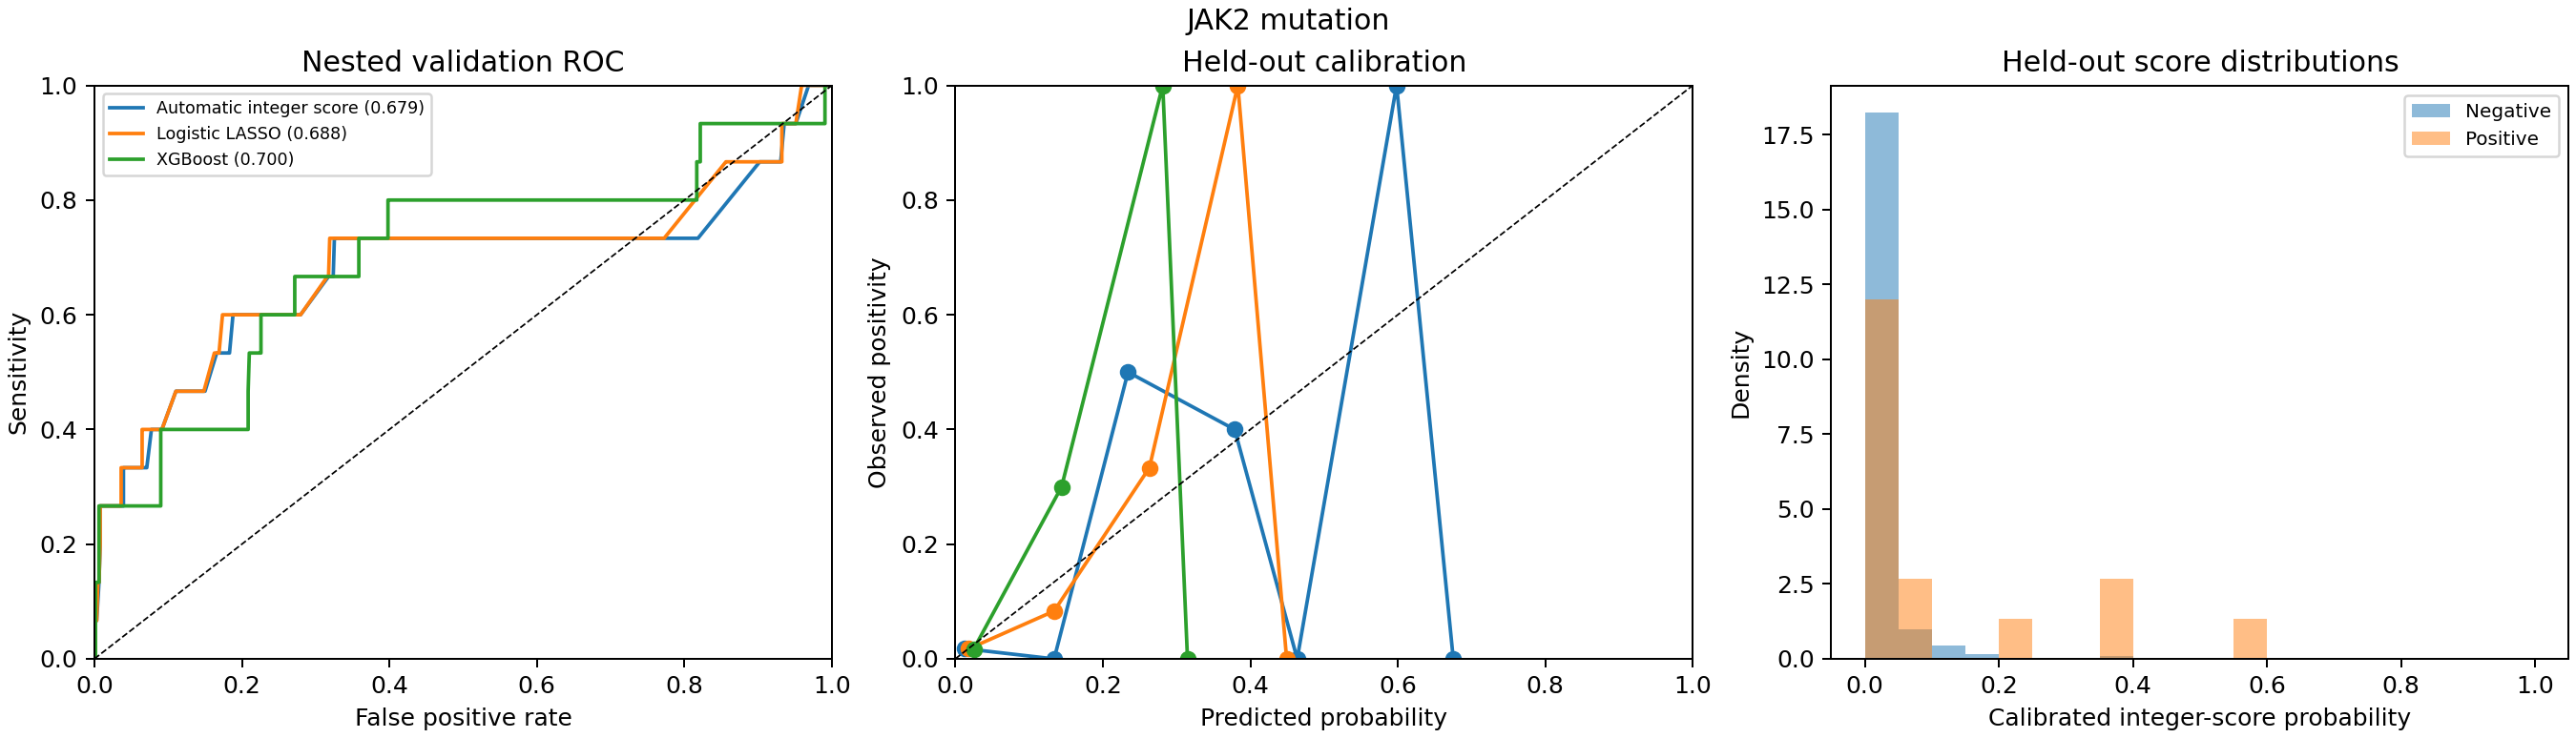 JAK2 mutation
Nested validation ROC
Automatic integer score (0.679)
Logistic LASSO (0.688)
XGBoost (0.700)
Sensitivity
1.0
0.8
0.6
0.4
0.2
0.0
0.0 0.2 0.4 0.6 0.8 1.0
False positive rate
Held-out calibration
Observed positivity
1.0
0.8
0.6
0.4
0.2
0.0
0.0 0.2 0.4 0.6 0.8 1.0
Predicted probability
Held-out score distributions
Negative
Positive
Density
17.5
15.0
12.5
10.0
7.5
5.0
2.5
0.0
0.0 0.2 0.4 0.6 0.8 1.0
Calibrated integer-score probability